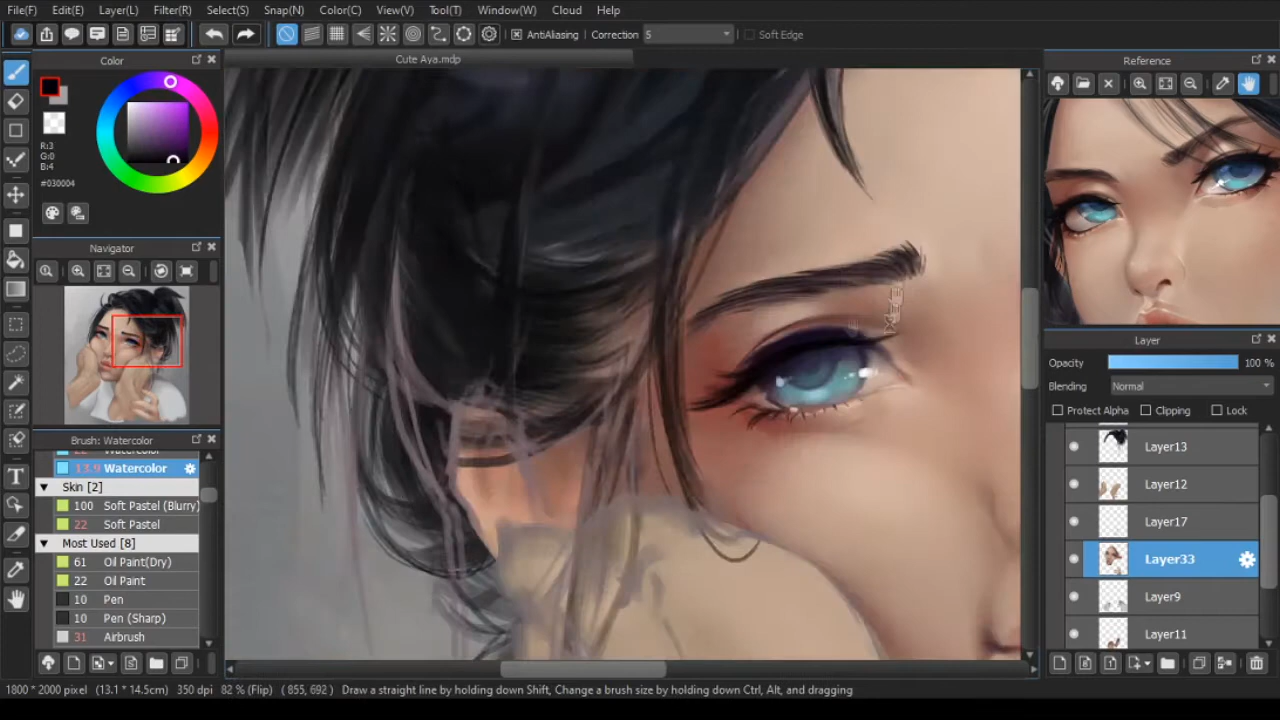 File(F) Edit(E) Layer(L) Filter(R) Select(S) Snap(N) Color(C) View(V) Tool(T) Window(W) Cloud Help
AntiAliasing Correction 5 Soft Edge
Color
Cute Aya.mdp
Reference
R:3
G:0
B:4
#030004
Navigator
Layer
Opacity 100 %
Blending Normal
Protect Alpha Clipping Lock
Brush: Watercolor
22 Watercolor
13.9 Watercolor
Skin [2]
100 Soft Pastel (Blurry)
22 Soft Pastel
Most Used [8]
61 Oil Paint(Dry)
22 Oil Paint
10 Pen
10 Pen (Sharp)
31 Airbrush
Layer13
Layer12
Layer17
Layer33
Layer9
Layer11
1800 * 2000 pixel (13.1 * 14.5cm) 350 dpi 82 % (Flip) ( 855, 692 ) Draw a straight line by holding down Shift, Change a brush size by holding down Ctrl, Alt, and dragging